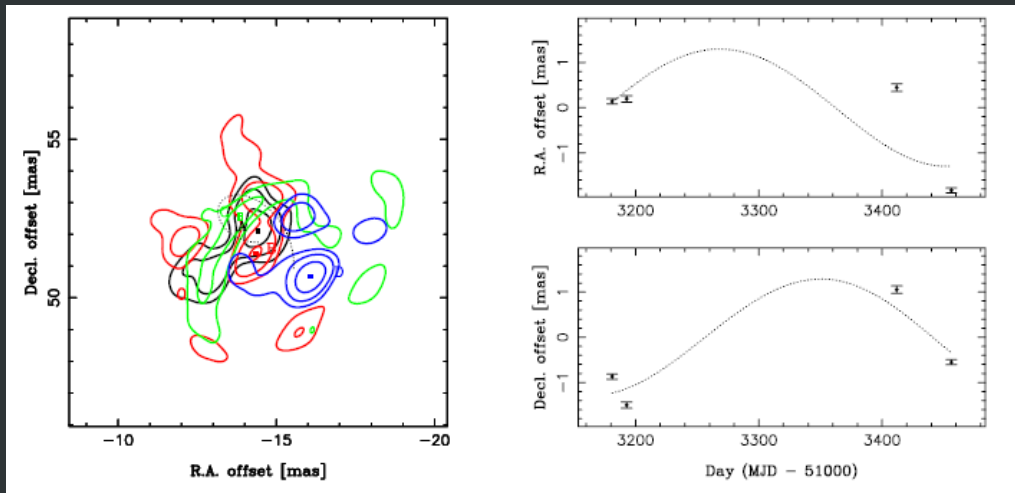 55
50
Decl. offset [mas]
A
B
-10
-15
-20
R.A. offset [mas]
R.A. offset [mas]
1
0
-1
3200
3300
3400
Decl. offset [mas]
1
0
-1
3200
3300
3400
Day (MJD - 51000)